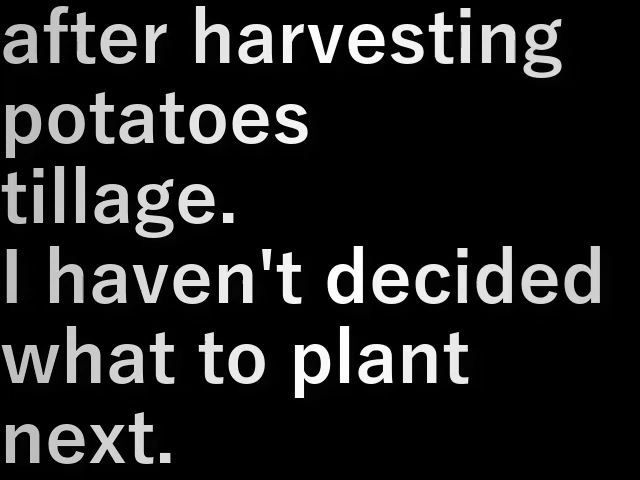 after harvesting
potatoes
tillage.
I haven't decided
what to plant
next.